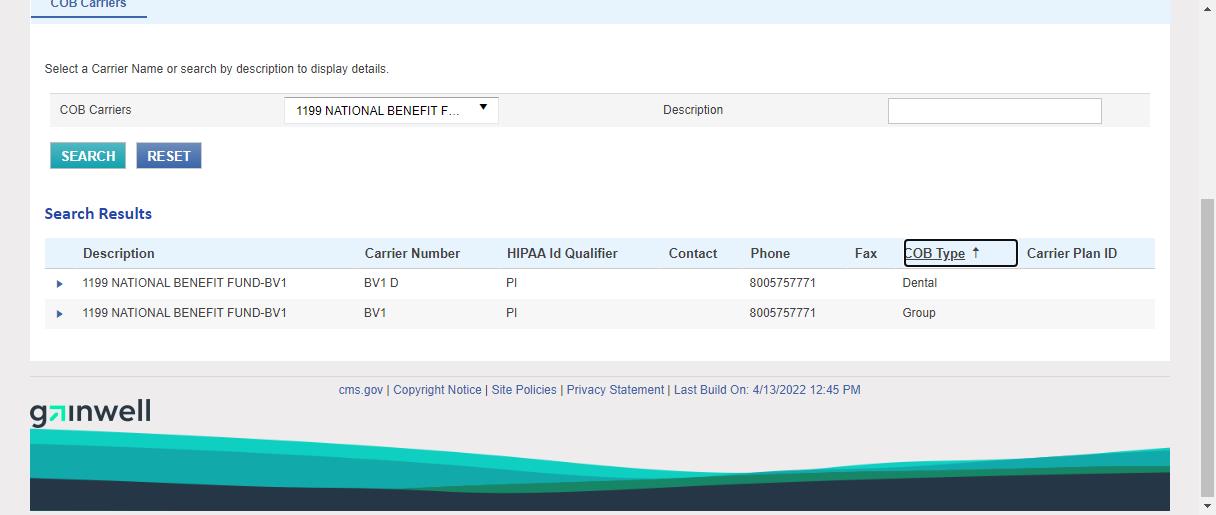 COB Carriers
Select a Carrier Name or search by description to display details.
COB Carriers 1199 NATIONAL BENEFIT F... Description
SEARCH RESET
Search Results
Description Carrier Number HIPAA Id Qualifier Contact Phone Fax COB Type ↑ Carrier Plan ID
1199 NATIONAL BENEFIT FUND-BV1 BV1 D PI 8005757771 Dental
1199 NATIONAL BENEFIT FUND-BV1 BV1 PI 8005757771 Group
cms.gov | Copyright Notice | Site Policies | Privacy Statement | Last Build On: 4/13/2022 12:45 PM
gainwell